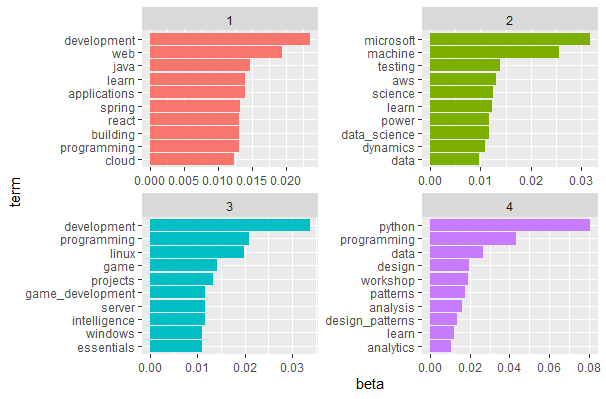 1
development
web
java
learn
applications
spring
react
building
programming
cloud
0.000 0.005 0.010 0.015 0.020
2
microsoft
machine
testing
aws
science
learn
power
data_science
dynamics
data
0.00 0.01 0.02 0.03
3
development
programming
linux
game
projects
game_development
server
intelligence
windows
essentials
0.00 0.01 0.02 0.03
4
python
programming
data
design
workshop
patterns
analysis
design_patterns
learn
analytics
0.00 0.02 0.04 0.06 0.08
term
beta